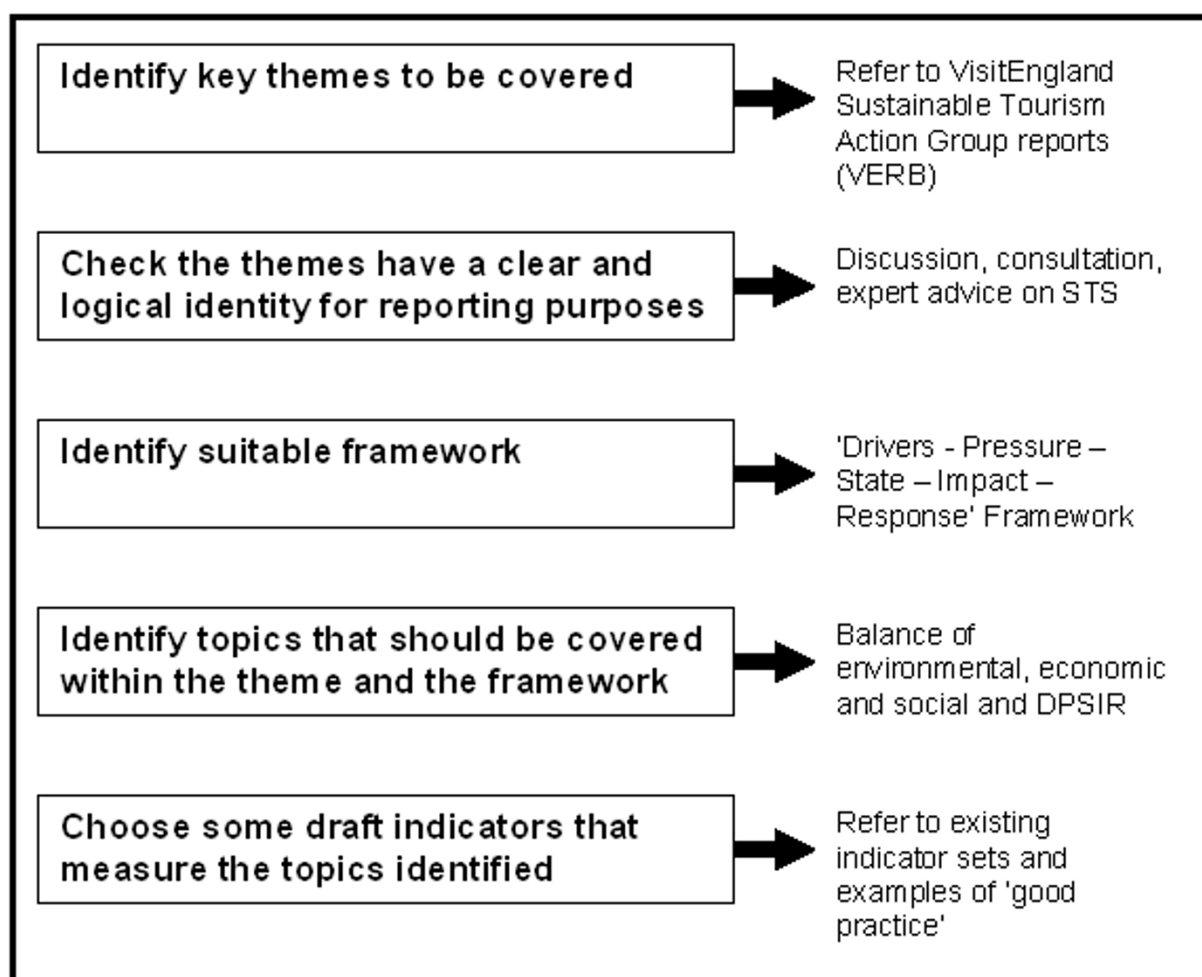 Identify key themes to be covered
Refer to VisitEngland
Sustainable Tourism
Action Group reports
(VERB)
Check the themes have a clear and
logical identity for reporting purposes
Discussion, consultation,
expert advice on STS
Identify suitable framework
'Drivers - Pressure –
State – Impact –
Response' Framework
Identify topics that should be covered
within the theme and the framework
Balance of
environmental, economic
and social and DPSIR
Choose some draft indicators that
measure the topics identified
Refer to existing
indicator sets and
examples of 'good
practice'